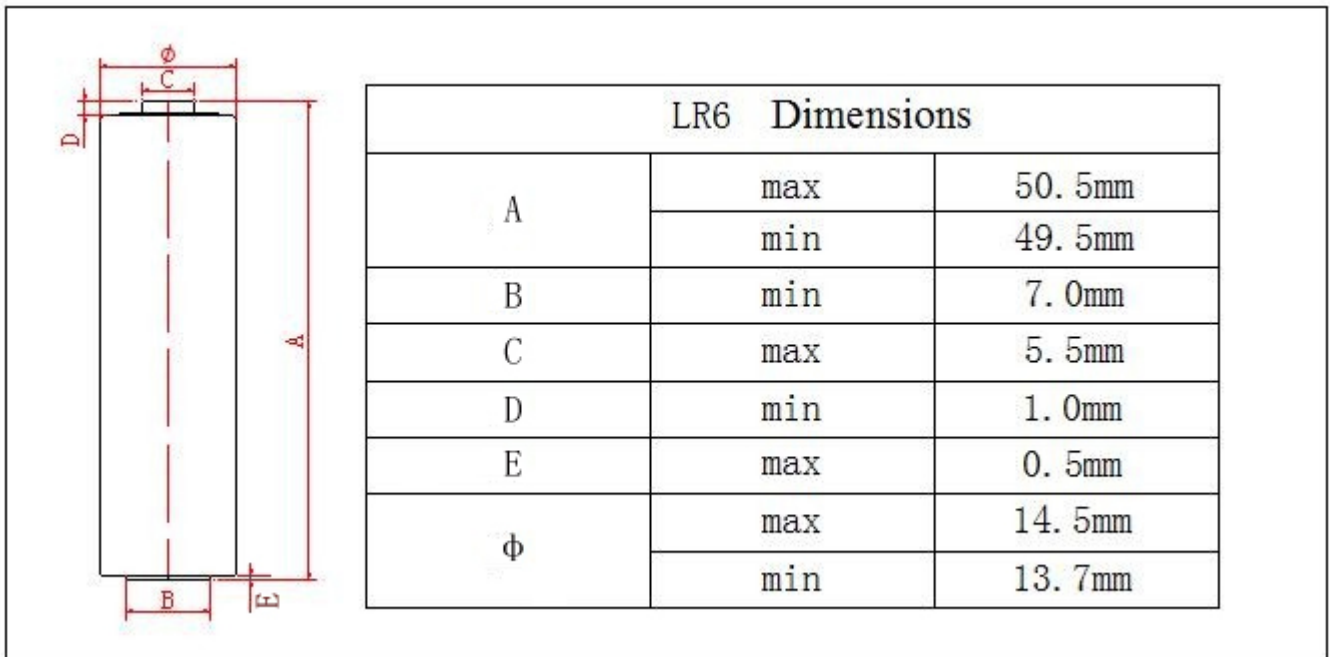 ø
C
D
A
B
E
LR6 Dimensions
A max 50.5mm
min 49.5mm
B min 7.0mm
C max 5.5mm
D min 1.0mm
E max 0.5mm
ф max 14.5mm
min 13.7mm